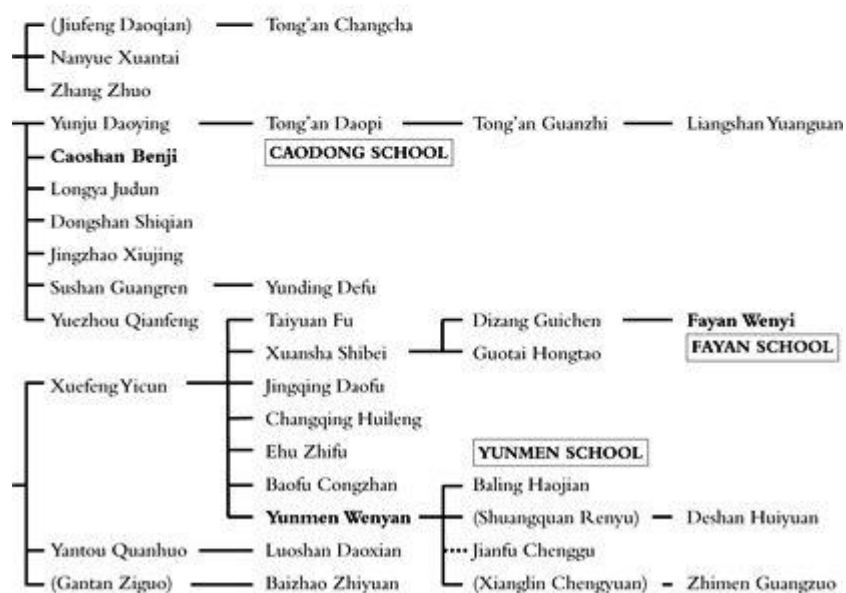 (Jiufeng Daoqian) Tong'an Changcha
Nanyue Xuantai
Zhang Zhuo
Yunju Daoying Tong'an Daopi Tong'an Guanzhi Liangshan Yuanguan
Caoshan Benji CAODONG SCHOOL
Longya Judun
Dongshan Shiqian
Jingzhao Xiujing
Sushan Guangren Yunding Defu
Yuezhou Qianfeng Taiyuan Fu Dizang Guichen Fayan Wenyi
Xuansha Shibei Guotai Hongtao FAYAN SCHOOL
Xuefeng Yicun Jingqing Daofu
Changqing Huileng
Ehu Zhifu YUNMEN SCHOOL
Baofu Congzhan Baling Haojian
Yunmen Wenyan (Shuangquan Renyu) Deshan Huiyuan
Yantou Quanhuo Luoshan Daoxian Jianfu Chenggu
(Gantan Ziguo) Baizhao Zhiyuan (Xianglin Chengyuan) Zhimen Guangzuo